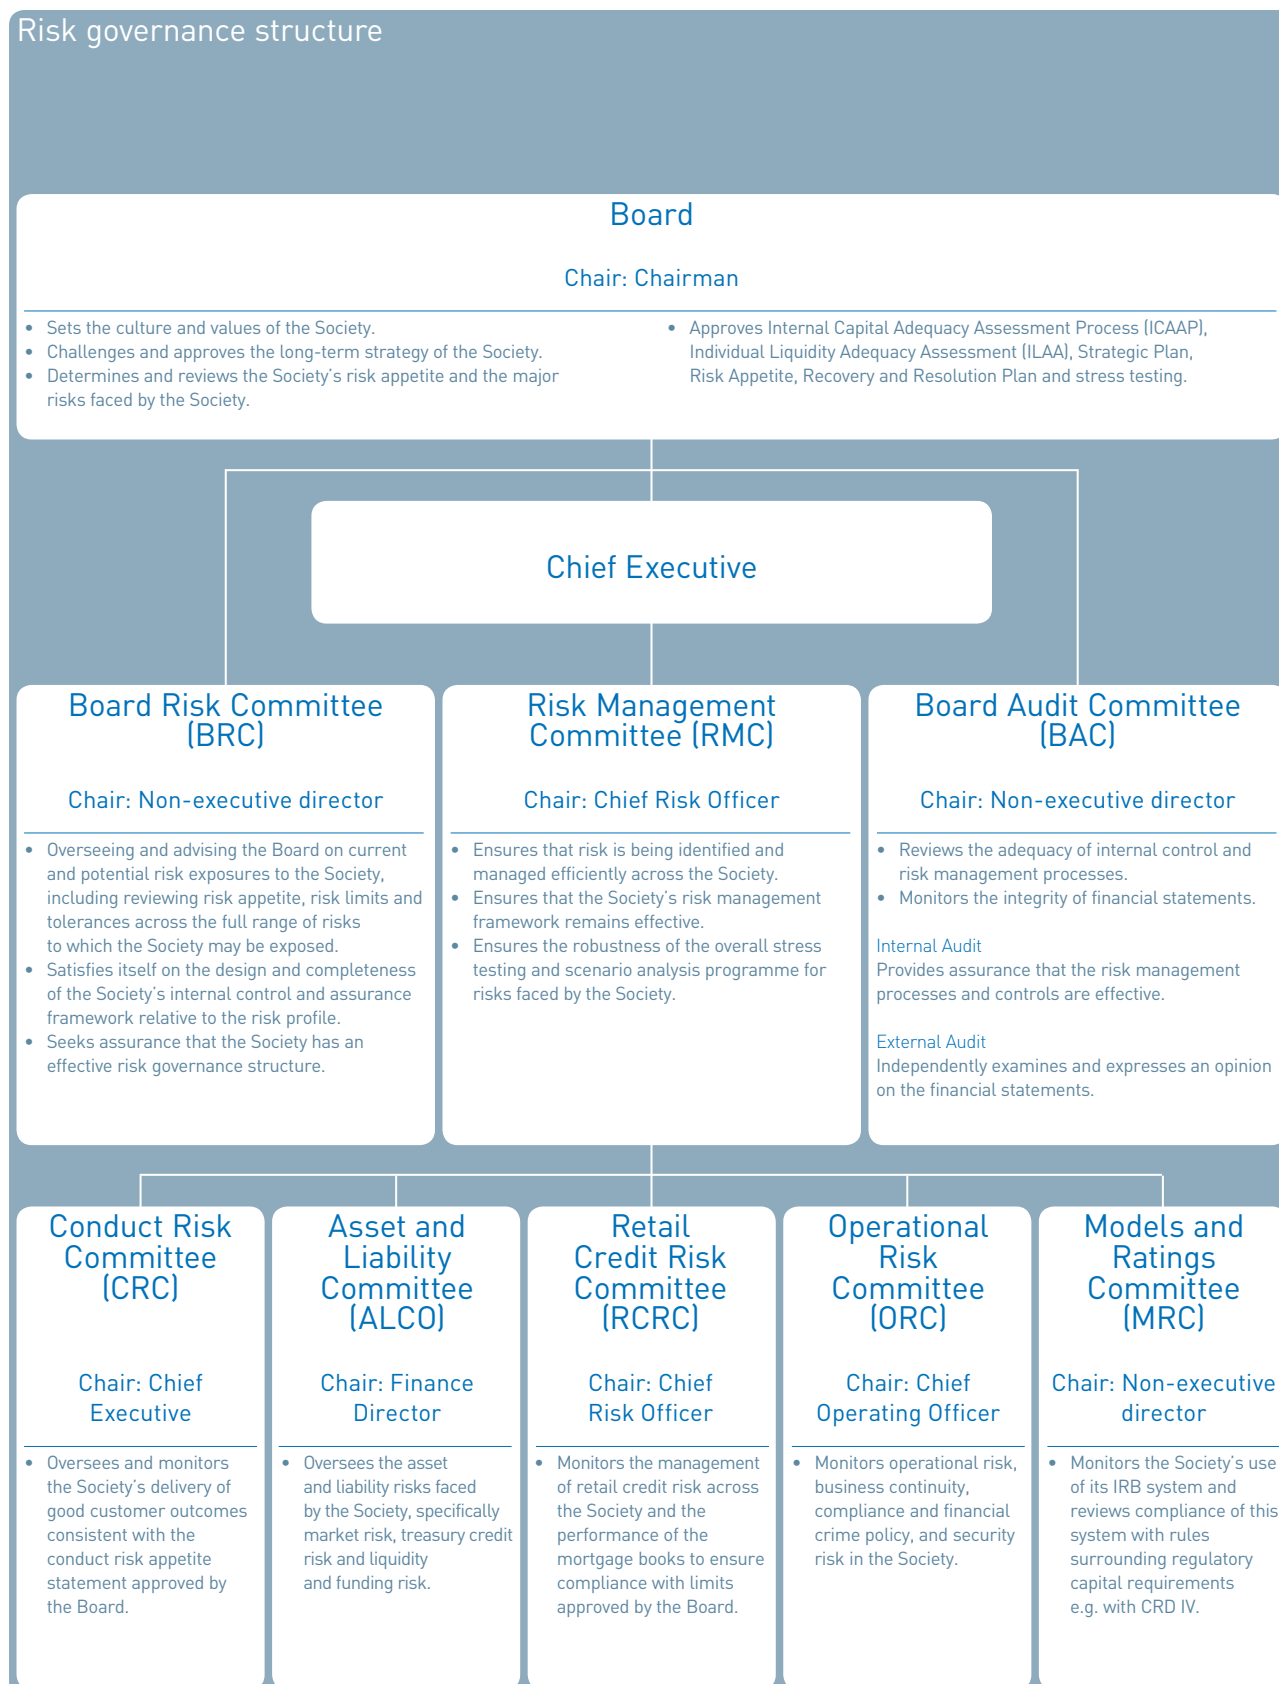 Risk governance structure
Board
Chair: Chairman
• Sets the culture and values of the Society.
• Challenges and approves the long-term strategy of the Society.
• Determines and reviews the Society's risk appetite and the major
risks faced by the Society.
• Approves Internal Capital Adequacy Assessment Process (ICAAP),
Individual Liquidity Adequacy Assessment (ILAA), Strategic Plan,
Risk Appetite, Recovery and Resolution Plan and stress testing.
Chief Executive
Board Risk Committee
(BRC)
Chair: Non-executive director
• Overseeing and advising the Board on current
and potential risk exposures to the Society,
including reviewing risk appetite, risk limits and
tolerances across the full range of risks
to which the Society may be exposed.
• Satisfies itself on the design and completeness
of the Society's internal control and assurance
framework relative to the risk profile.
• Seeks assurance that the Society has an
effective risk governance structure.
Risk Management
Committee (RMC)
Chair: Chief Risk Officer
• Ensures that risk is being identified and
managed efficiently across the Society.
• Ensures that the Society's risk management
framework remains effective.
• Ensures the robustness of the overall stress
testing and scenario analysis programme for
risks faced by the Society.
Board Audit Committee
(BAC)
Chair: Non-executive director
• Reviews the adequacy of internal control and
risk management processes.
• Monitors the integrity of financial statements.
Internal Audit
Provides assurance that the risk management
processes and controls are effective.
External Audit
Independently examines and expresses an opinion
on the financial statements.
Conduct Risk
Committee
(CRC)
Chair: Chief
Executive
• Oversees and monitors
the Society's delivery of
good customer outcomes
consistent with the
conduct risk appetite
statement approved by
the Board.
Asset and
Liability
Committee
(ALCO)
Chair: Finance
Director
• Oversees the asset
and liability risks faced
by the Society, specifically
market risk, treasury credit
risk and liquidity
and funding risk.
Retail
Credit Risk
Committee
(RCRC)
Chair: Chief
Risk Officer
• Monitors the management
of retail credit risk across
the Society and the
performance of the
mortgage books to ensure
compliance with limits
approved by the Board.
Operational
Risk
Committee
(ORC)
Chair: Chief
Operating Officer
• Monitors operational risk,
business continuity,
compliance and financial
crime policy, and security
risk in the Society.
Models and
Ratings
Committee
(MRC)
Chair: Non-executive
director
• Monitors the Society's use
of its IRB system and
reviews compliance of this
system with rules
surrounding regulatory
capital requirements
e.g. with CRD IV.